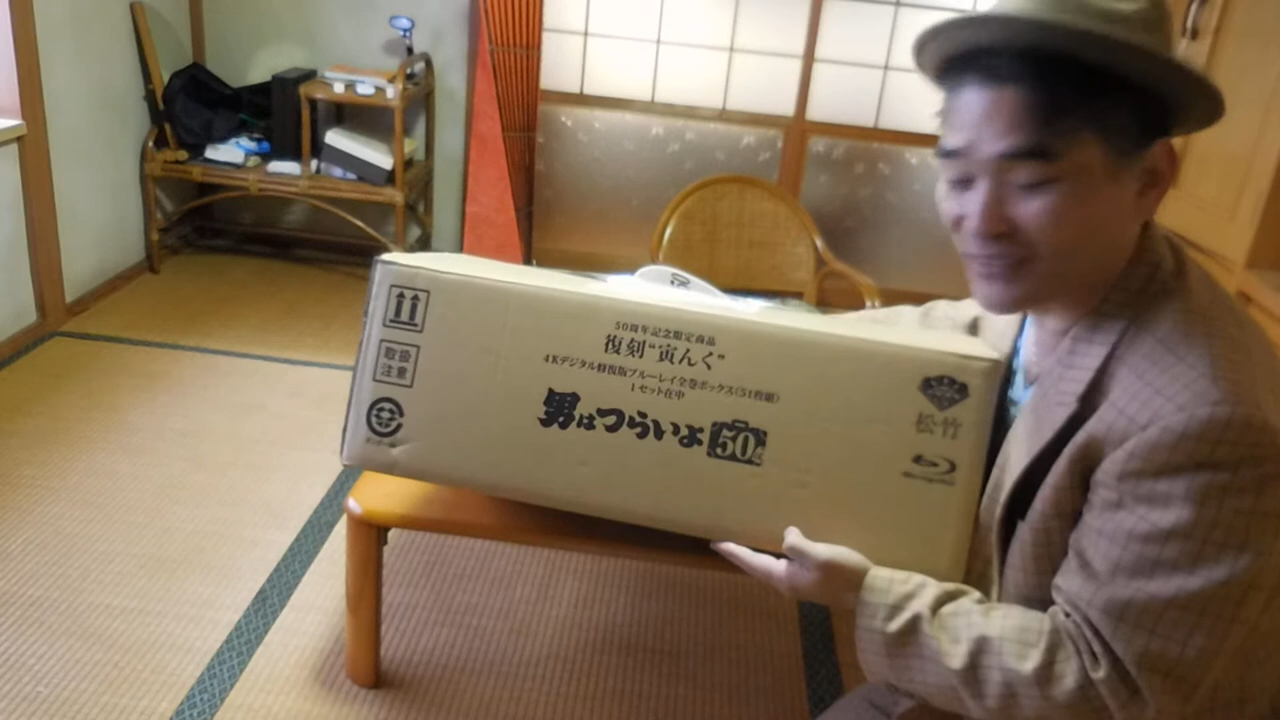 50周年記念限定商品
復刻“寅んく”
4Kデジタル修復版ブルーレイ全巻ボックス〈51枚組〉
1セット在中
男はつらいよ 50
取扱
注意
松竹